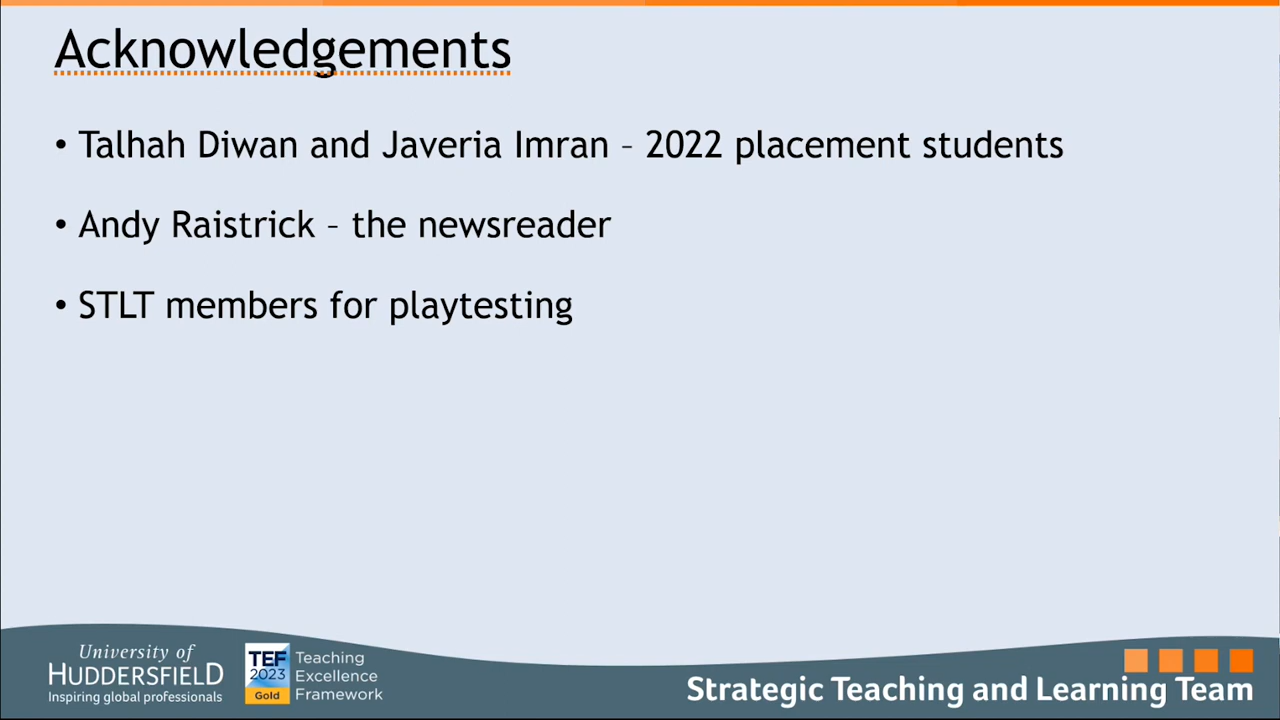 Acknowledgements
• Talhah Diwan and Javeria Imran – 2022 placement students
• Andy Raistrick – the newsreader
• STLT members for playtesting
University of
HUDDERSFIELD
Inspiring global professionals
TEF
2023
Gold
Teaching
Excellence
Framework
Strategic Teaching and Learning Team